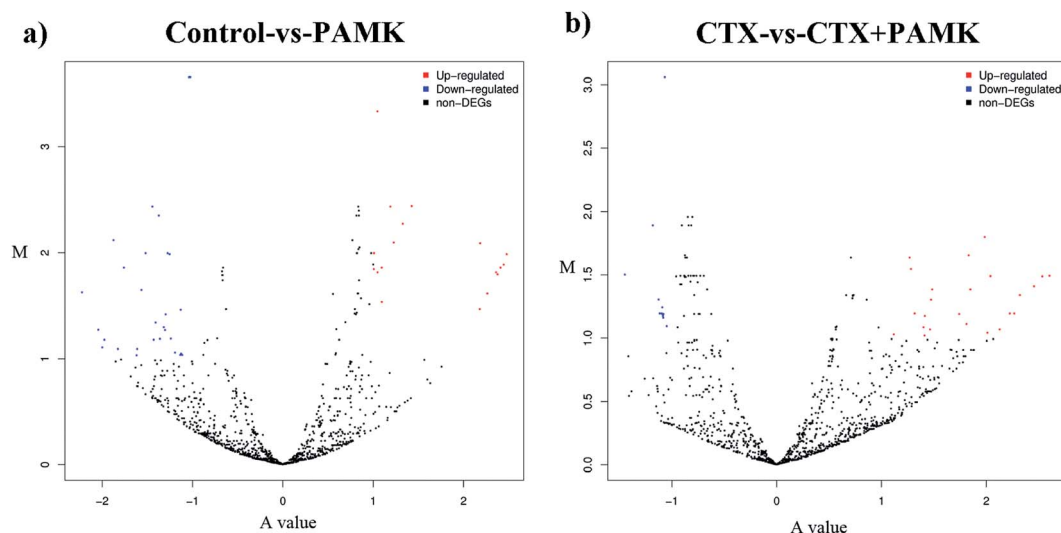 a)
Control-vs-PAMK
Up-regulated
Down-regulated
non-DEGs
3
2
M
1
0
-2
-1
0
1
2
A value
b)
CTX-vs-CTX+PAMK
Up-regulated
Down-regulated
non-DEGs
3.0
2.5
2.0
M
1.5
1.0
0.5
0.0
-1
0
1
2
A value